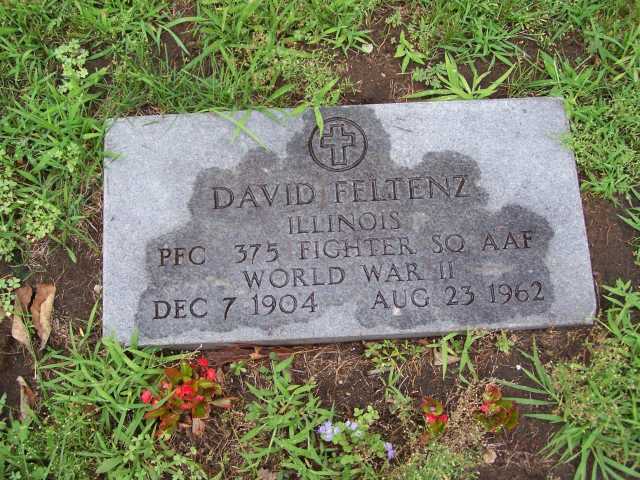 DAVID FELTENZ
ILLINOIS
PFC 375 FIGHTER SQ AAF
WORLD WAR II
DEC 7 1904 AUG 23 1962